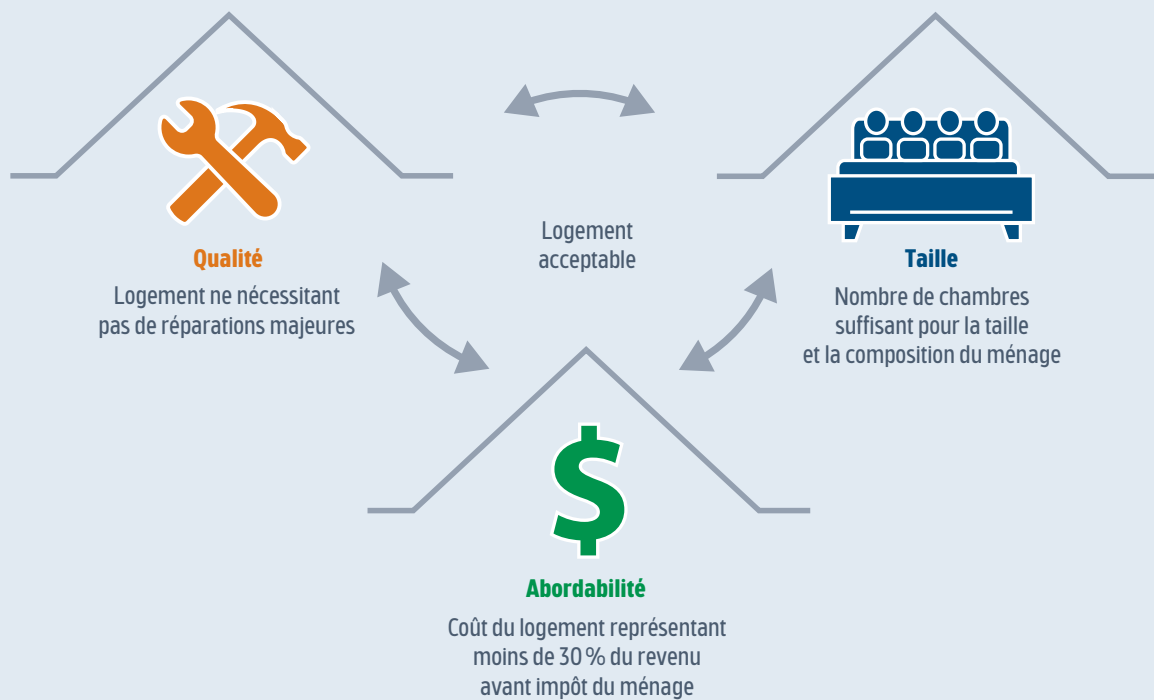 Logement
acceptable
Qualité
Logement ne nécessitant
pas de réparations majeures
Taille
Nombre de chambres
suffisant pour la taille
et la composition du ménage
$
Abordabilité
Coût du logement représentant
moins de 30 % du revenu
avant impôt du ménage